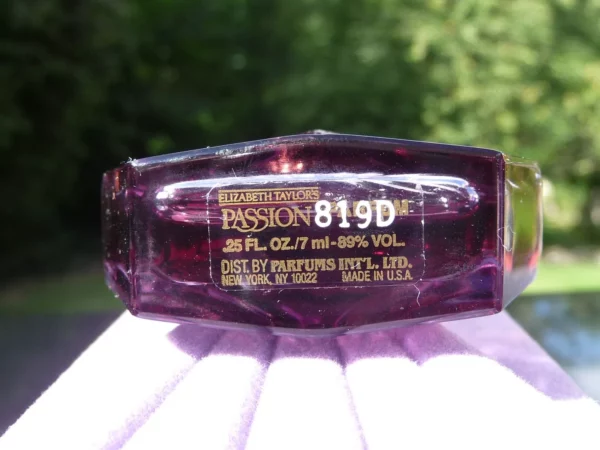 ELIZABETH TAYLOR'S
PASSION 819D
.25 FL. OZ./7 ml-89% VOL.
DIST. BY PARFUMS INT'L, LTD.
NEW YORK, NY 10022 MADE IN U.S.A.